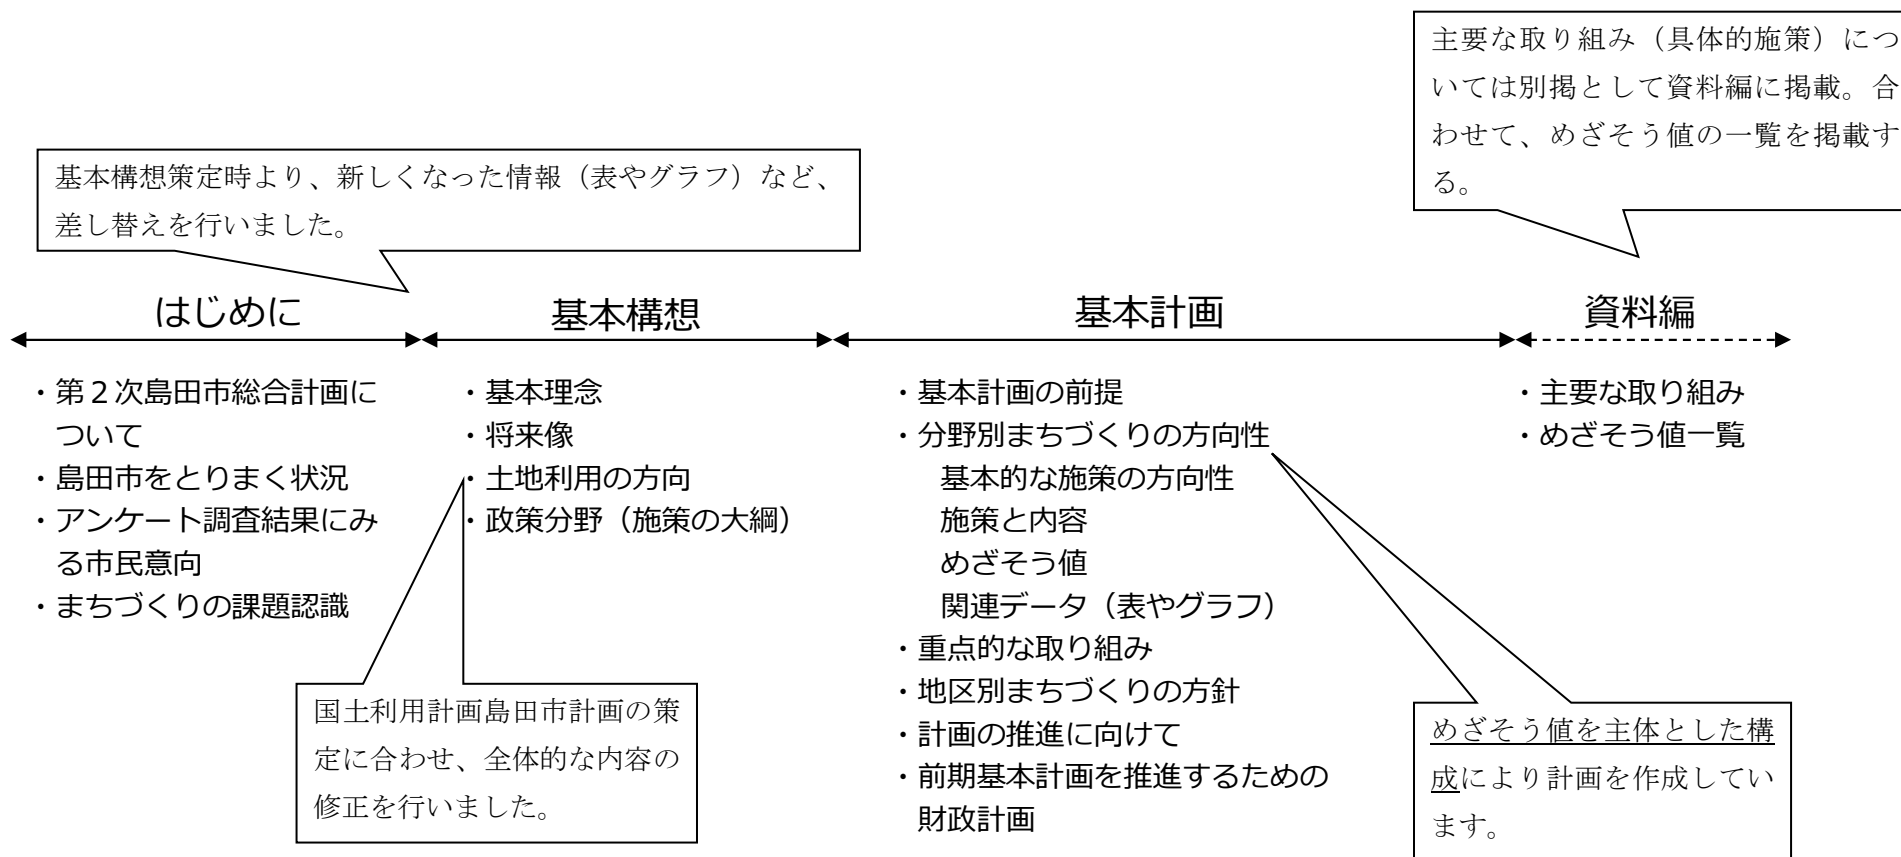 主要な取り組み（具体的施策）につ
いては別掲として資料編に掲載。合
わせて、めざそう値の一覧を掲載す
る。
基本構想策定時より、新しくなった情報（表やグラフ）など、
差し替えを行いました。
はじめに
基本構想
基本計画
資料編
・第２次島田市総合計画に
ついて
・島田市をとりまく状況
・アンケート調査結果にみ
る市民意向
・まちづくりの課題認識
・基本理念
・将来像
・土地利用の方向
・政策分野（施策の大綱）
・基本計画の前提
・分野別まちづくりの方向性
基本的な施策の方向性
施策と内容
めざそう値
関連データ（表やグラフ）
・重点的な取り組み
・地区別まちづくりの方針
・計画の推進に向けて
・前期基本計画を推進するための
財政計画
・主要な取り組み
・めざそう値一覧
国土利用計画島田市計画の策
定に合わせ、全体的な内容の
修正を行いました。
めざそう値を主体とした構
成により計画を作成してい
ます。